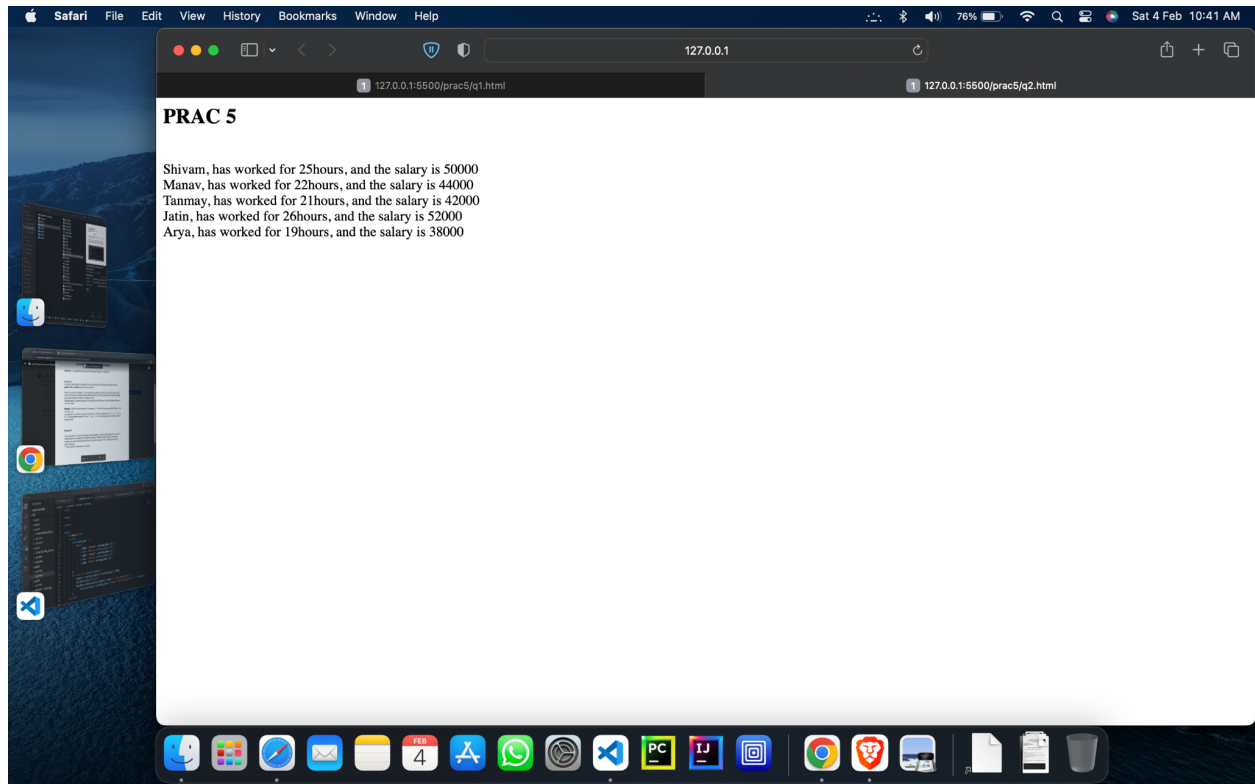 Safari File Edit View History Bookmarks Window Help 76% Sat 4 Feb 10:41 AM
127.0.0.1
1 127.0.0.1:5500/prac5/q1.html 1 127.0.0.1:5500/prac5/q2.html
PRAC 5
Shivam, has worked for 25hours, and the salary is 50000
Manav, has worked for 22hours, and the salary is 44000
Tanmay, has worked for 21hours, and the salary is 42000
Jatin, has worked for 26hours, and the salary is 52000
Arya, has worked for 19hours, and the salary is 38000
FEB
4
PC
IJ